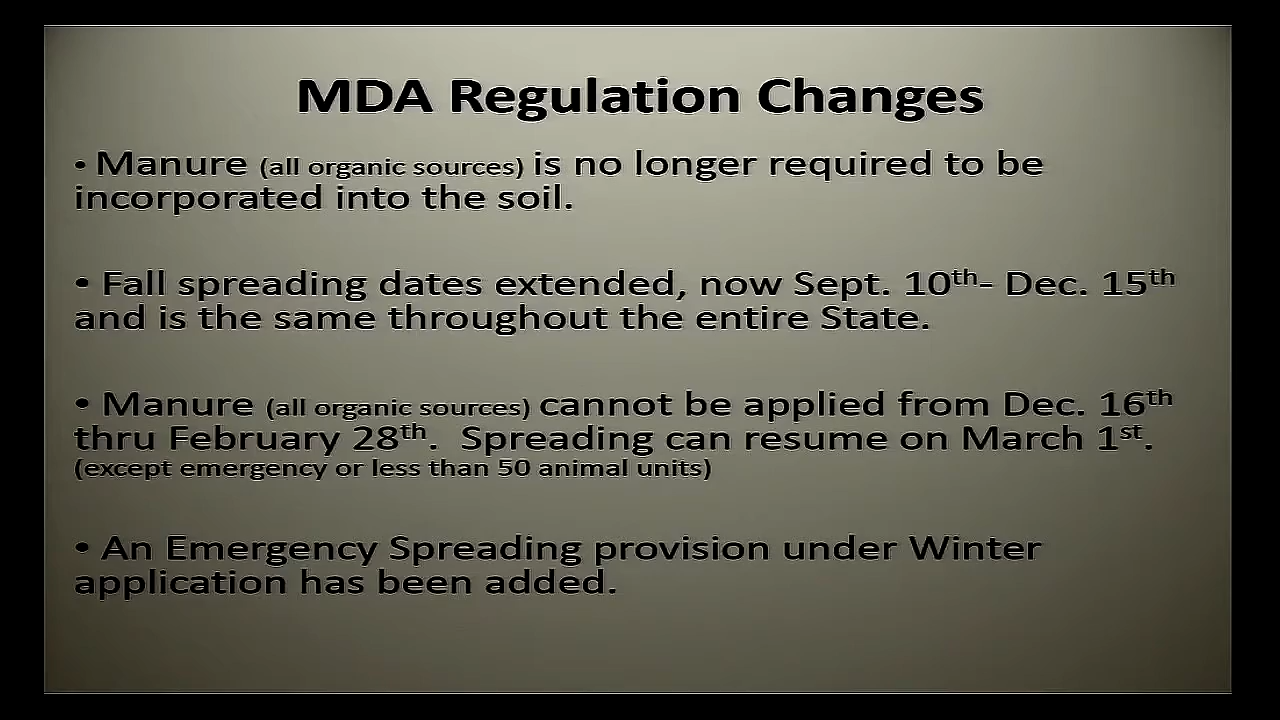 MDA Regulation Changes
• Manure (all organic sources) is no longer required to be
incorporated into the soil.
• Fall spreading dates extended, now Sept. 10th- Dec. 15th
and is the same throughout the entire State.
• Manure (all organic sources) cannot be applied from Dec. 16th
thru February 28th.  Spreading can resume on March 1st.
(except emergency or less than 50 animal units)
• An Emergency Spreading provision under Winter
application has been added.